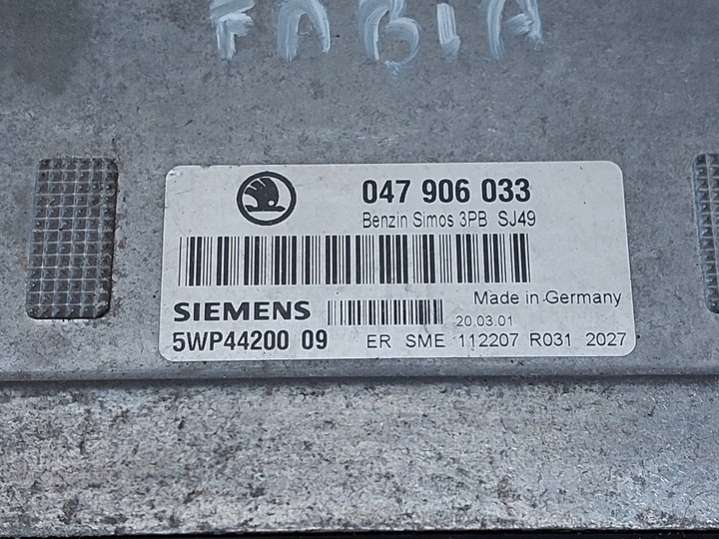 FABIA
047 906 033
Benzin Simos 3PB SJ49
Made in Germany
SIEMENS
20.03.01
5WP44200 09 ER SME 112207 R031 2027